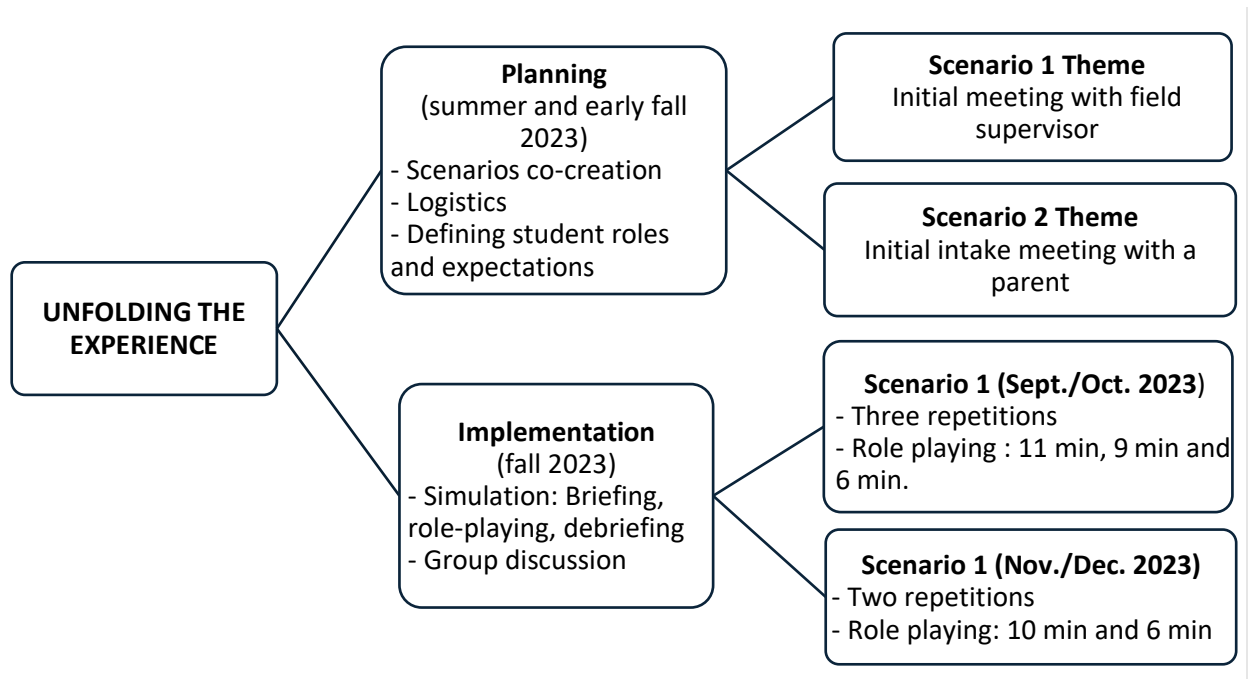 UNFOLDING THE
EXPERIENCE
Planning
(summer and early fall
2023)
- Scenarios co-creation
- Logistics
- Defining student roles
and expectations
Scenario 1 Theme
Initial meeting with field
supervisor
Scenario 2 Theme
Initial intake meeting with a
parent
Implementation
(fall 2023)
- Simulation: Briefing,
role-playing, debriefing
- Group discussion
Scenario 1 (Sept./Oct. 2023)
- Three repetitions
- Role playing : 11 min, 9 min and
6 min.
Scenario 1 (Nov./Dec. 2023)
- Two repetitions
- Role playing: 10 min and 6 min